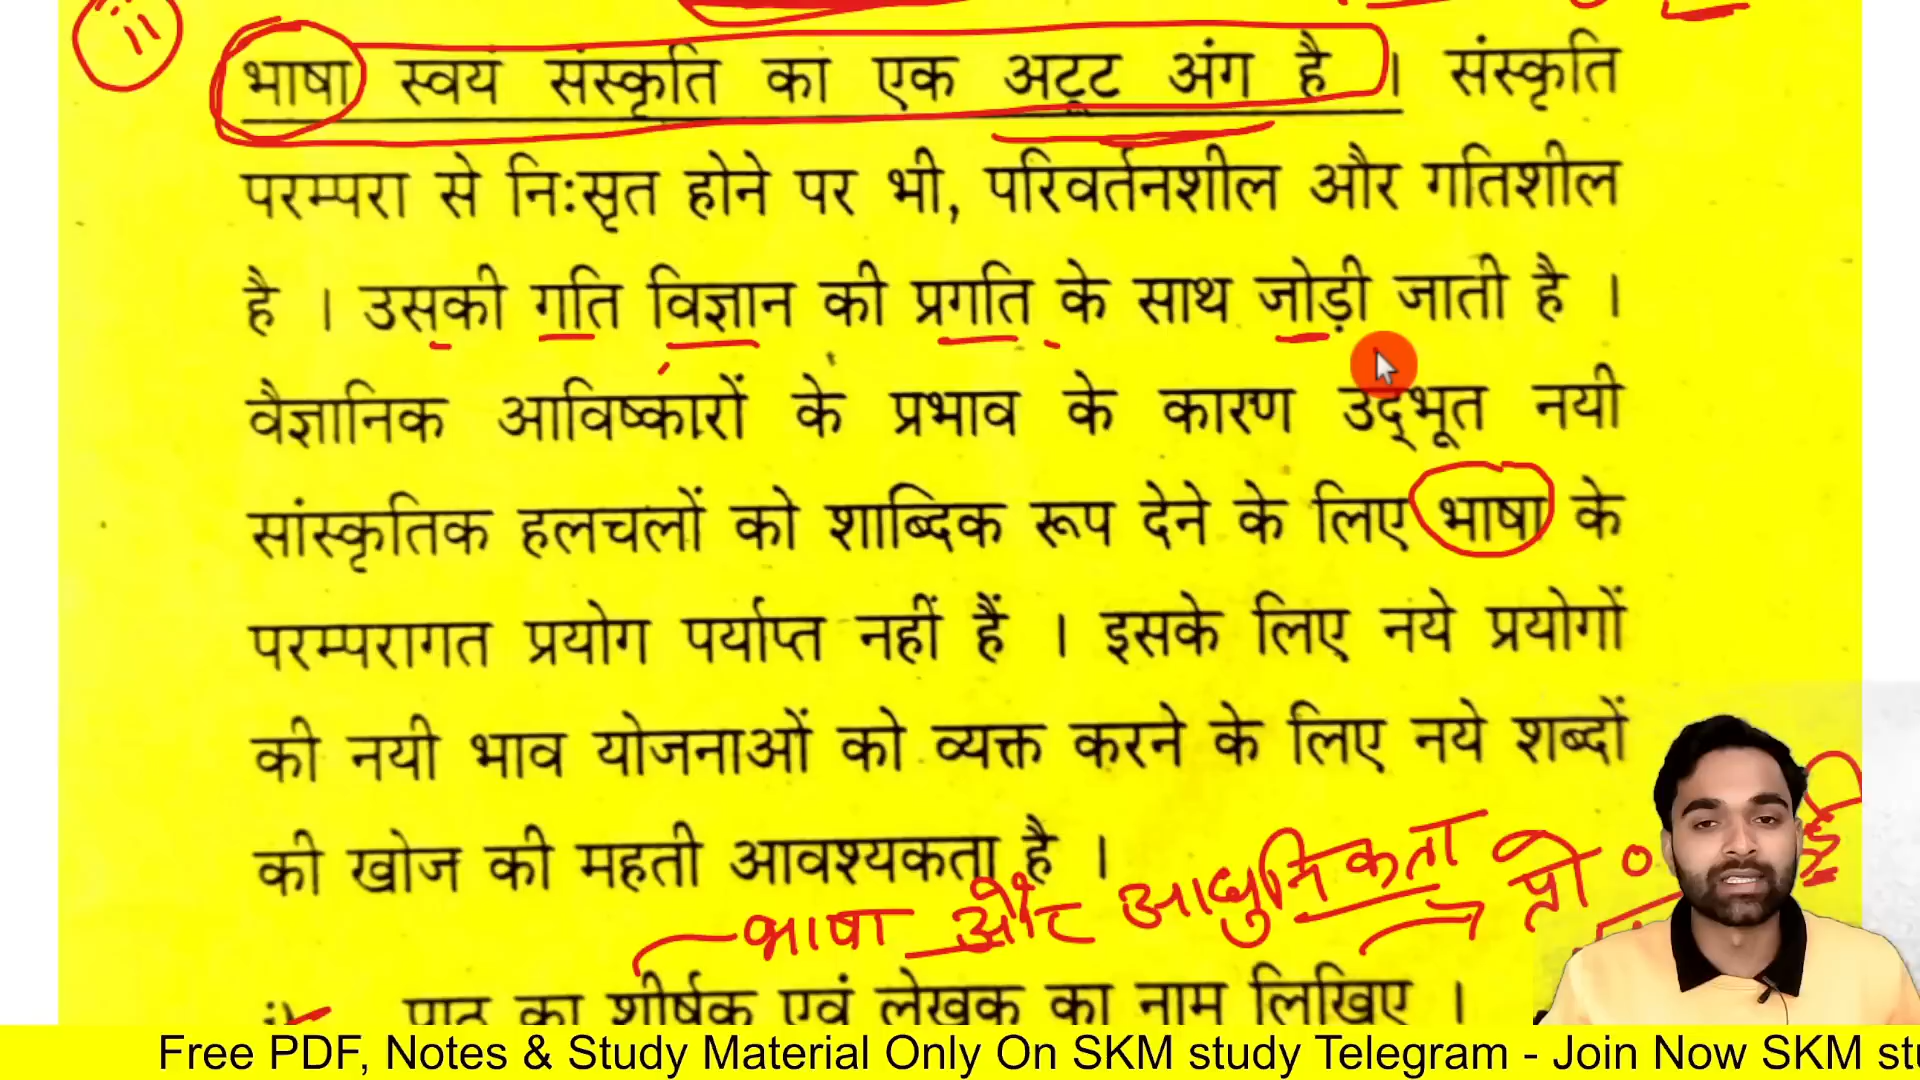 भाषा स्वयं संस्कृति का एक अटूट अंग है । संस्कृति
परम्परा से निःसृत होने पर भी, परिवर्तनशील और गतिशील
है । उसकी गति विज्ञान की प्रगति के साथ जोड़ी जाती है ।
वैज्ञानिक आविष्कारों के प्रभाव के कारण उद्भूत नयी
सांस्कृतिक हलचलों को शाब्दिक रूप देने के लिए भाषा के
परम्परागत प्रयोग पर्याप्त नहीं हैं । इसके लिए नये प्रयोगों
की नयी भाव योजनाओं को व्यक्त करने के लिए नये शब्दों
की खोज की महती आवश्यकता है ।
भाषा और आधुनिकता → प्रो०
i) पाठ का शीर्षक एवं लेखक का नाम लिखिए ।
Free PDF, Notes & Study Material Only On SKM study Telegram - Join Now SKM